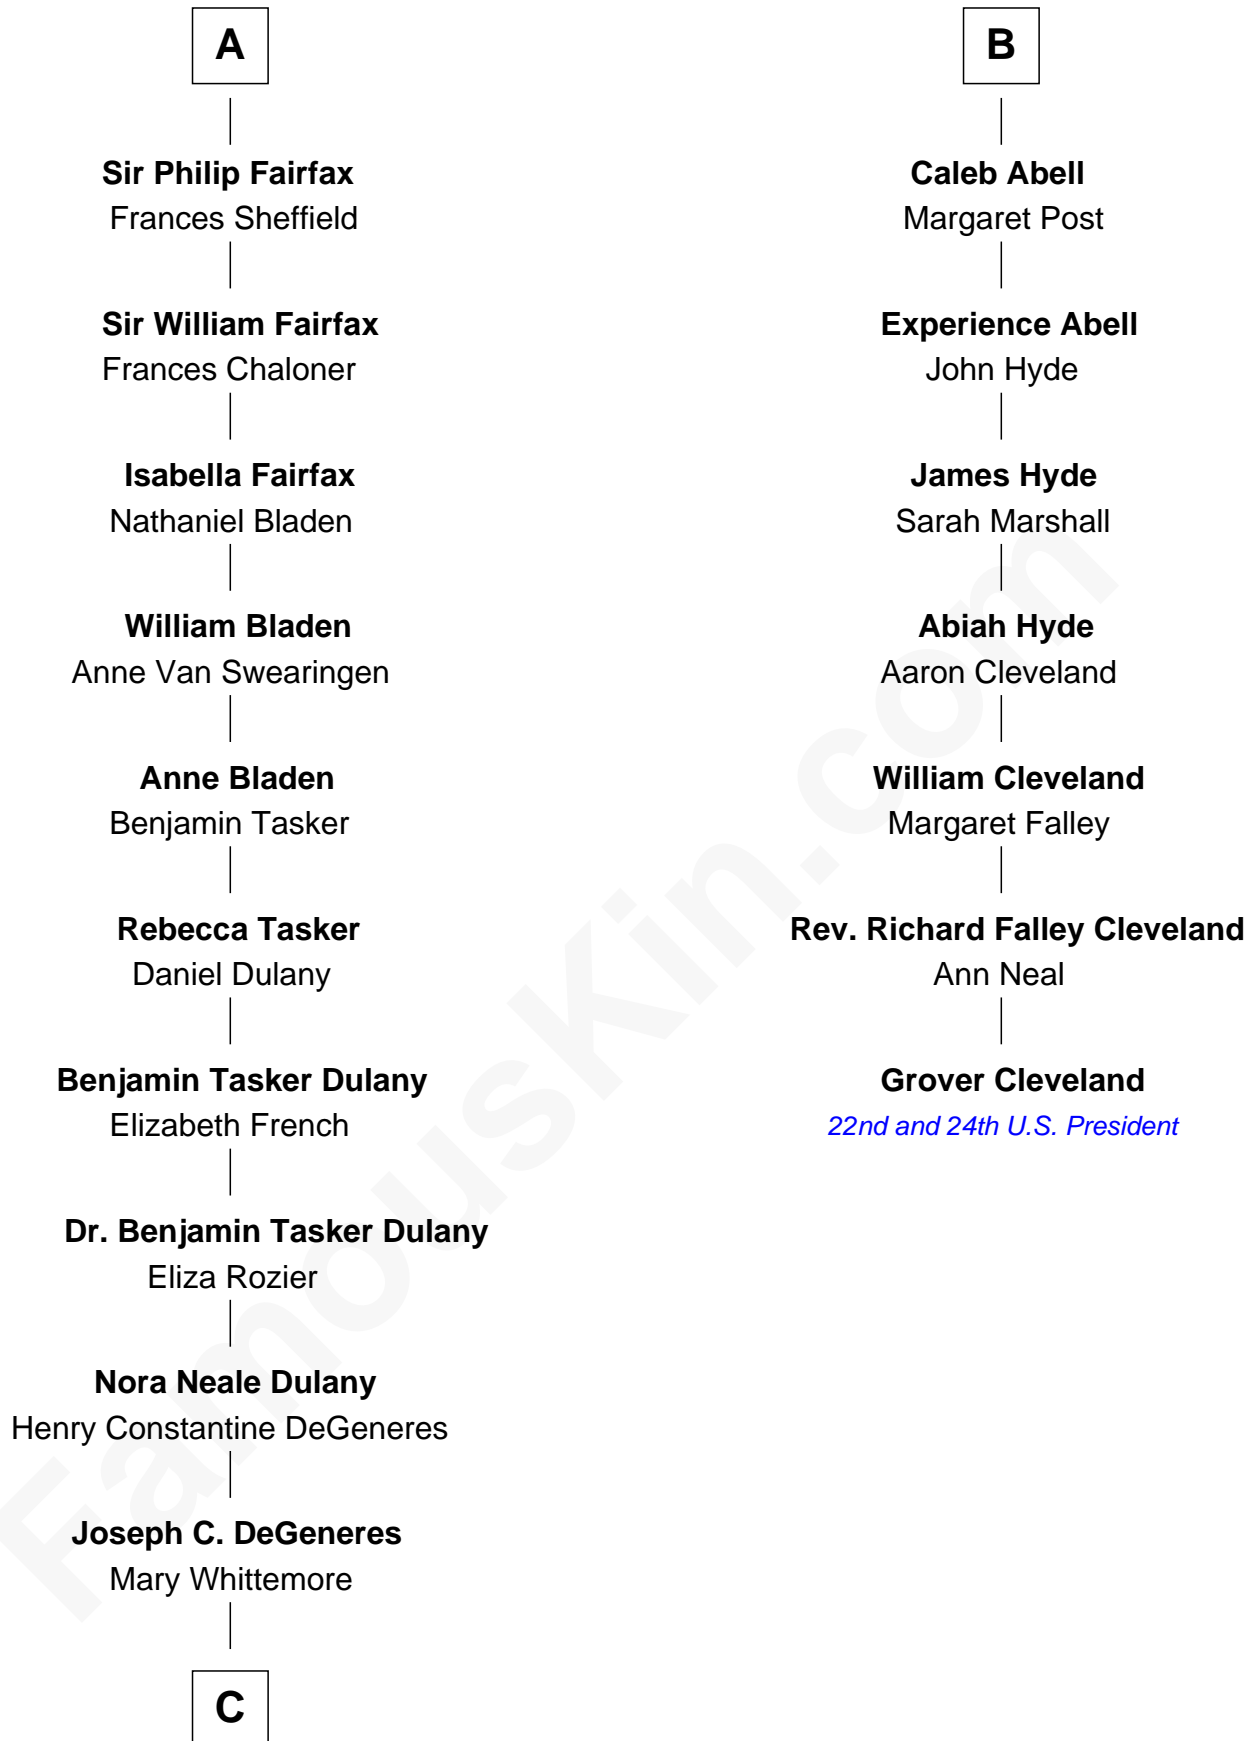 A
Sir Philip Fairfax
Frances Sheffield
Sir William Fairfax
Frances Chaloner
Isabella Fairfax
Nathaniel Bladen
William Bladen
Anne Van Swearingen
Anne Bladen
Benjamin Tasker
Rebecca Tasker
Daniel Dulany
Benjamin Tasker Dulany
Elizabeth French
Dr. Benjamin Tasker Dulany
Eliza Rozier
Nora Neale Dulany
Henry Constantine DeGeneres
Joseph C. DeGeneres
Mary Whittemore
C
B
Caleb Abell
Margaret Post
Experience Abell
John Hyde
James Hyde
Sarah Marshall
Abiah Hyde
Aaron Cleveland
William Cleveland
Margaret Falley
Rev. Richard Falley Cleveland
Ann Neal
Grover Cleveland
22nd and 24th U.S. President
FamousKin.com